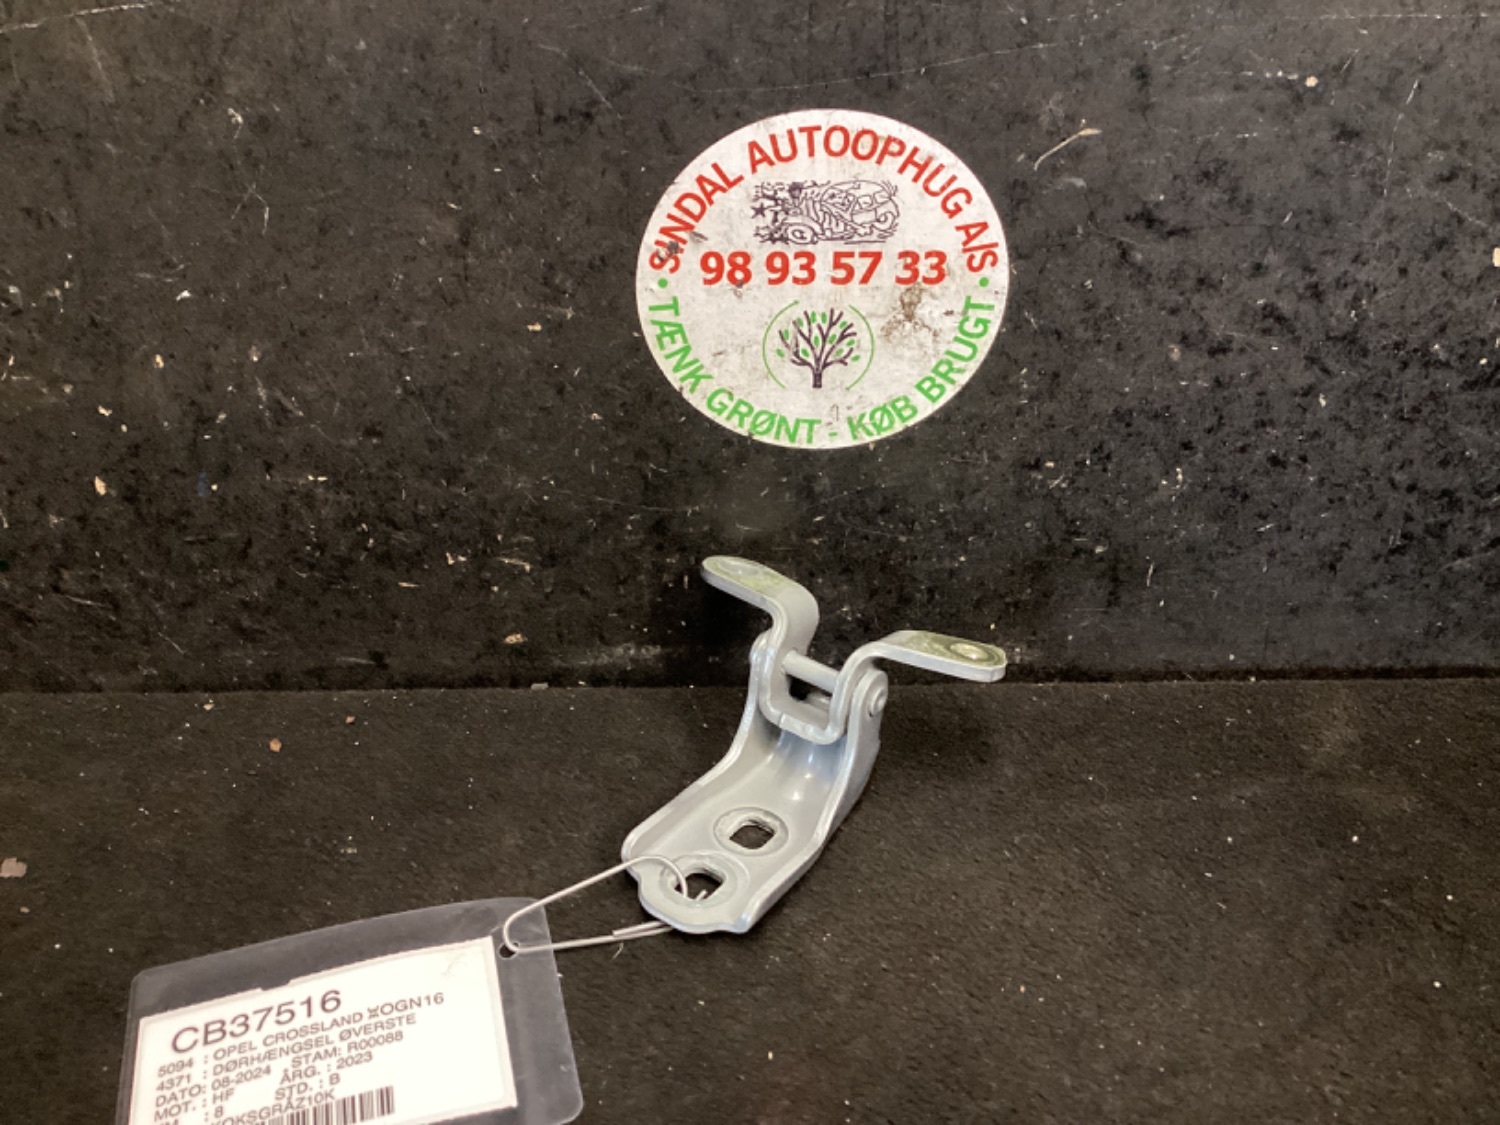 SINDAL AUTOOPHUG A/S
98 93 57 33
• TÆNK GRØNT - KØB BRUGT •
CB37516
5094 : OPEL CROSSLAND
4371 : DØRHÆNGSEL ØVERSTE
DATO: 08-2024 STAM: R00088
MOT. : HF ÅRG. : 2023
: 8 STD. : B